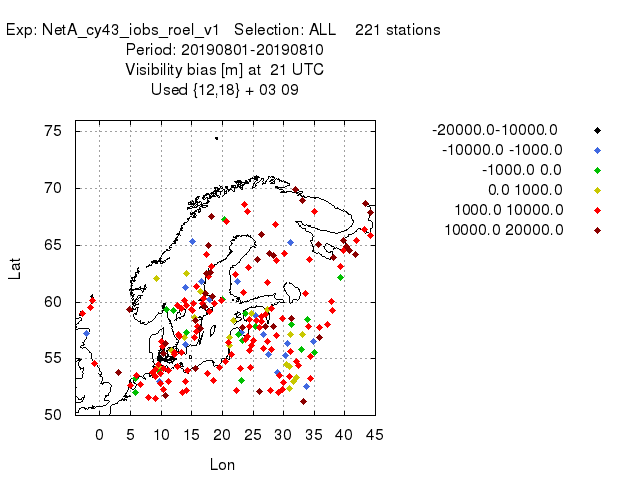 Exp: NetA_cy43_iobs_roel_v1 Selection: ALL 221 stations
Period: 20190801-20190810
Visibility bias [m] at 21 UTC
Used {12,18} + 03 09
-20000.0-10000.0
-10000.0 -1000.0
-1000.0 0.0
0.0 1000.0
1000.0 10000.0
10000.0 20000.0
75
70
65
60
55
50
Lat
0 5 10 15 20 25 30 35 40 45
Lon